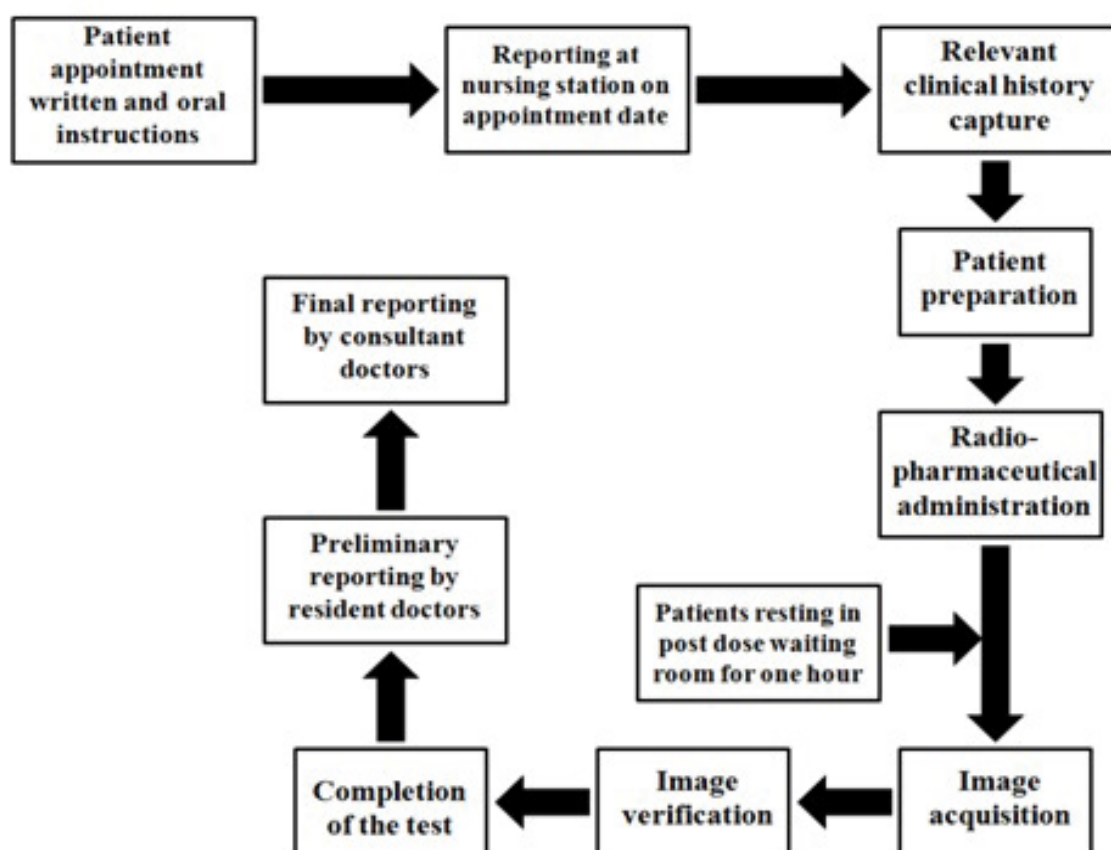 Patient
appointment
written and oral
instructions
Reporting at
nursing station on
appointment date
Relevant
clinical history
capture
Patient
preparation
Radio-
pharmaceutical
administration
Patients resting in
post dose waiting
room for one hour
Image
acquisition
Image
verification
Completion
of the test
Preliminary
reporting by
resident doctors
Final reporting
by consultant
doctors